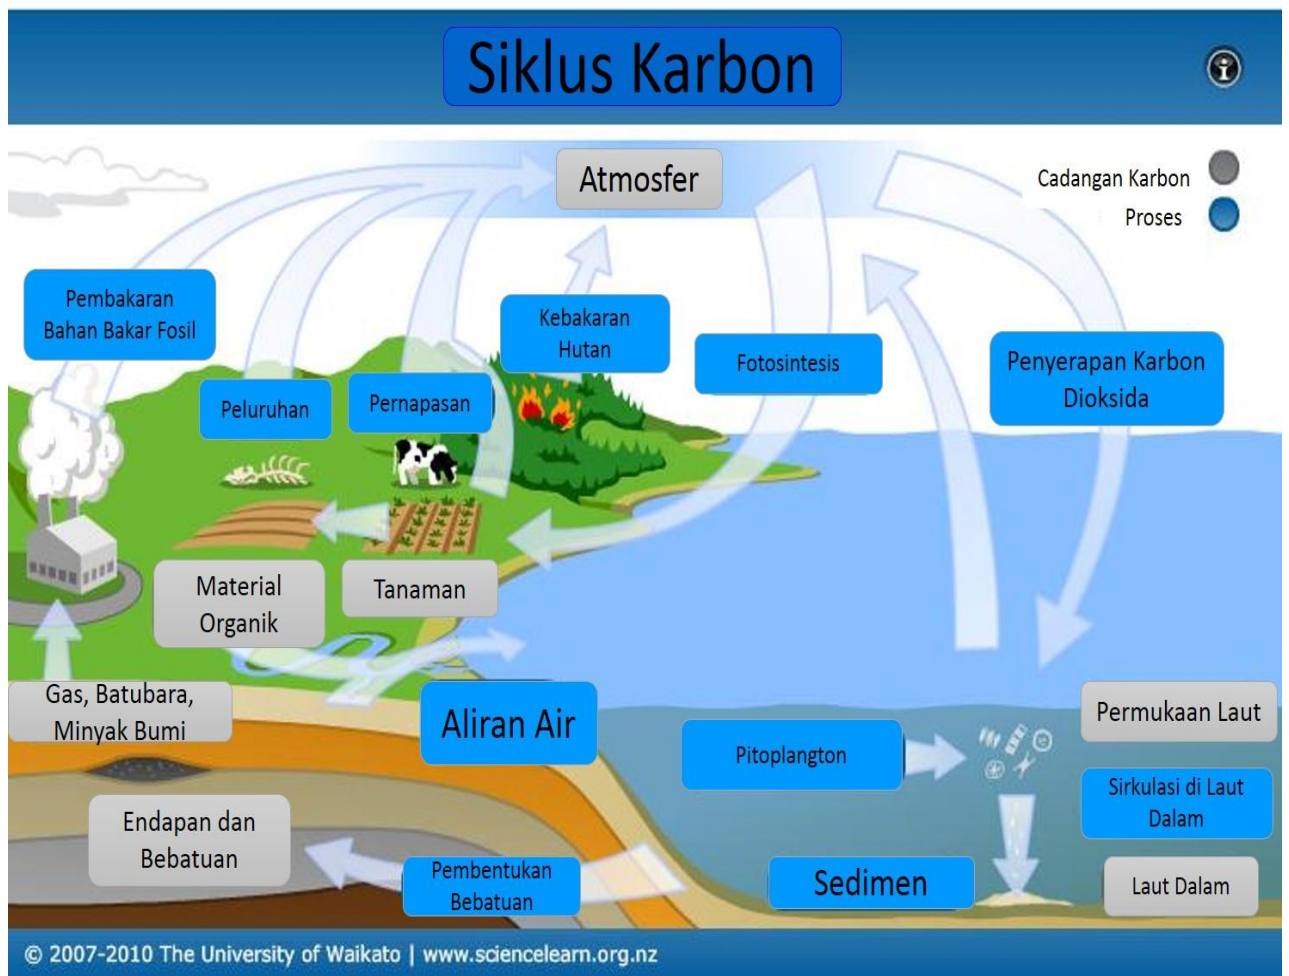 Siklus Karbon
Atmosfer
Cadangan Karbon
Proses
Pembakaran
Bahan Bakar Fosil
Kebakaran
Hutan
Fotosintesis
Penyerapan Karbon
Dioksida
Peluruhan
Pernapasan
Material
Organik
Tanaman
Gas, Batubara,
Minyak Bumi
Aliran Air
Permukaan Laut
Pitoplangton
Sirkulasi di Laut
Dalam
Endapan dan
Bebatuan
Pembentukan
Bebatuan
Sedimen
Laut Dalam
© 2007-2010 The University of Waikato | www.sciencelearn.org.nz